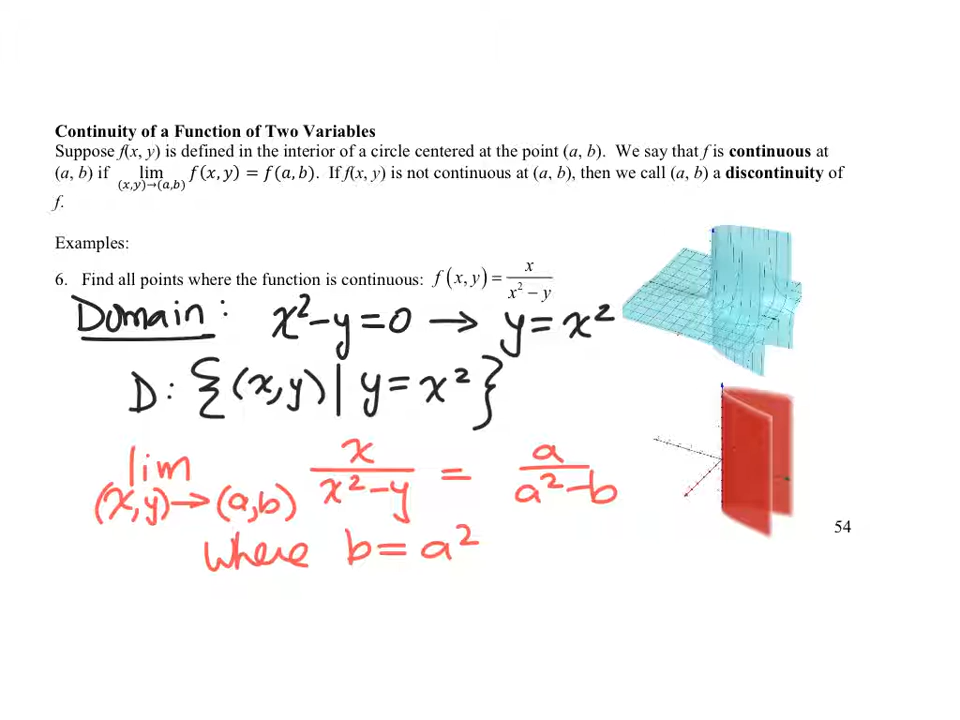 Continuity of a Function of Two Variables
Suppose f(x, y) is defined in the interior of a circle centered at the point (a, b). We say that f is continuous at
(a, b) if lim (x,y)→(a,b) f(x, y) = f(a, b). If f(x, y) is not continuous at (a, b), then we call (a, b) a discontinuity of
f.
Examples:
6. Find all points where the function is continuous: f(x, y) = x / (x² − y)
Domain: x²−y=0 → y=x²
D: {(x,y)| y=x²}
lim (x,y)→(a,b) x / (x²−y) = a / (a²−b)
where b=a²
54